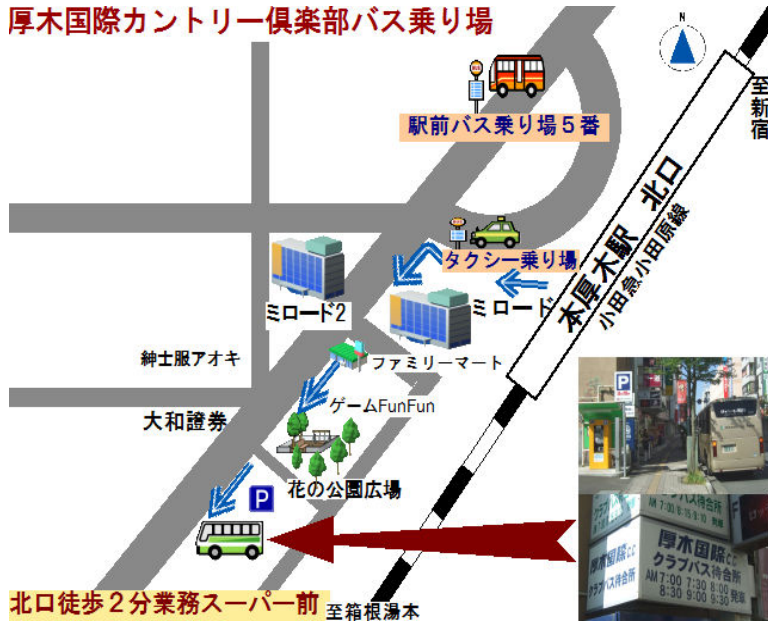 厚木国際カントリー倶楽部バス乗り場
N
至新宿
駅前バス乗り場5番
本厚木駅 北口
小田急小田原線
タクシー乗り場
ミロード
ミロード2
ファミリーマート
紳士服アオキ
ゲームFunFun
大和證券
花の公園広場
P
P
AM 7:00 8:15 9:10
厚木国際cc
クラブバス待合所
AM7:00 7:30 8:00 発車
8:30 9:00 9:30
北口徒歩2分業務スーパー前
至箱根湯本